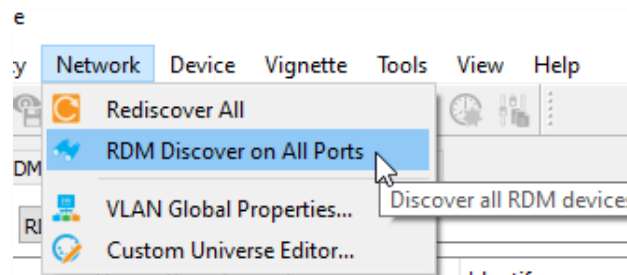 e
y Network Device Vignette Tools View Help
Rediscover All
RDM Discover on All Ports
DM
Discover all RDM devices
VLAN Global Properties...
RI
Custom Universe Editor...